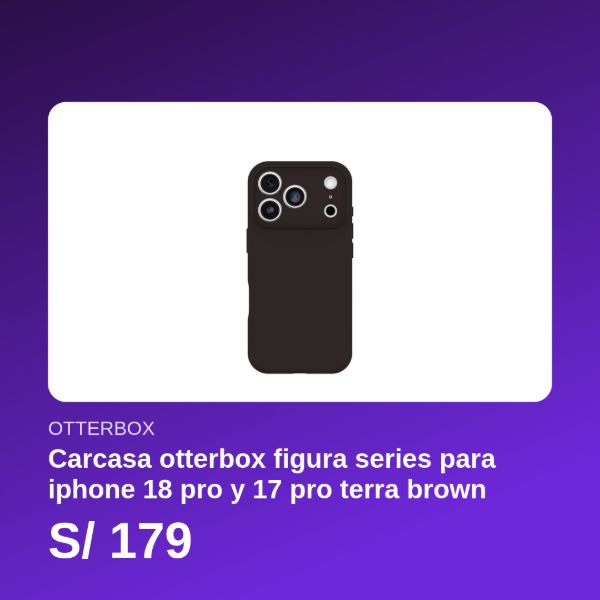 OTTERBOX
Carcasa otterbox figura series para
iphone 18 pro y 17 pro terra brown
S/ 179